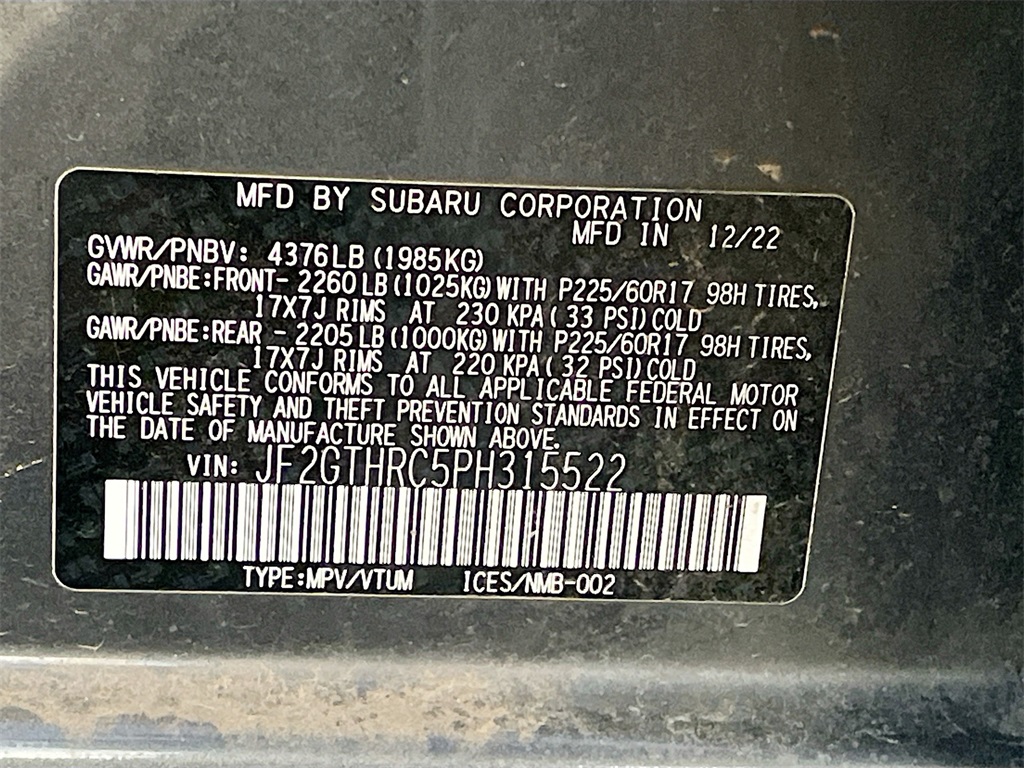 MFD BY SUBARU CORPORATION
MFD IN 12/22
GVWR/PNBV: 4376LB (1985KG)
GAWR/PNBE:FRONT- 2260 LB (1025KG) WITH P225/60R17 98H TIRES,
17X7J RIMS AT 230 KPA ( 33 PSI) COLD
GAWR/PNBE:REAR - 2205 LB (1000KG) WITH P225/60R17 98H TIRES,
17X7J RIMS AT 220 KPA ( 32 PSI) COLD
THIS VEHICLE CONFORMS TO ALL APPLICABLE FEDERAL MOTOR
VEHICLE SAFETY AND THEFT PREVENTION STANDARDS IN EFFECT ON
THE DATE OF MANUFACTURE SHOWN ABOVE.
VIN: JF2GTHRC5PH315522
TYPE:MPV/VTUM ICES/NMB-002